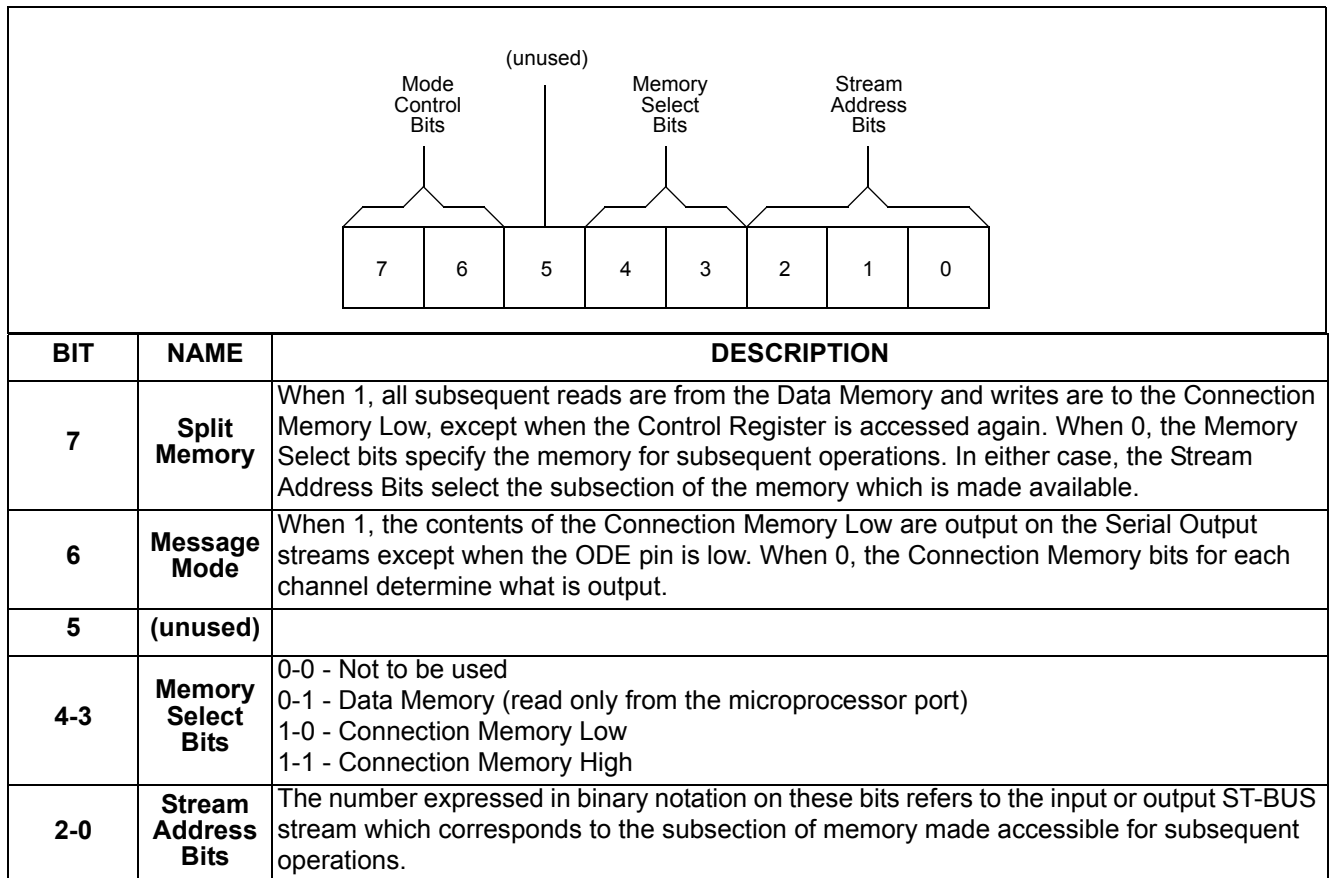 (unused)
Mode
Control
Bits
Memory
Select
Bits
Stream
Address
Bits
7 6 5 4 3 2 1 0
BIT NAME DESCRIPTION
7
Split
Memory
When 1, all subsequent reads are from the Data Memory and writes are to the Connection
Memory Low, except when the Control Register is accessed again. When 0, the Memory
Select bits specify the memory for subsequent operations. In either case, the Stream
Address Bits select the subsection of the memory which is made available.
6
Message
Mode
When 1, the contents of the Connection Memory Low are output on the Serial Output
streams except when the ODE pin is low. When 0, the Connection Memory bits for each
channel determine what is output.
5 (unused)
4-3
Memory
Select
Bits
0-0 - Not to be used
0-1 - Data Memory (read only from the microprocessor port)
1-0 - Connection Memory Low
1-1 - Connection Memory High
2-0
Stream
Address
Bits
The number expressed in binary notation on these bits refers to the input or output ST-BUS
stream which corresponds to the subsection of memory made accessible for subsequent
operations.